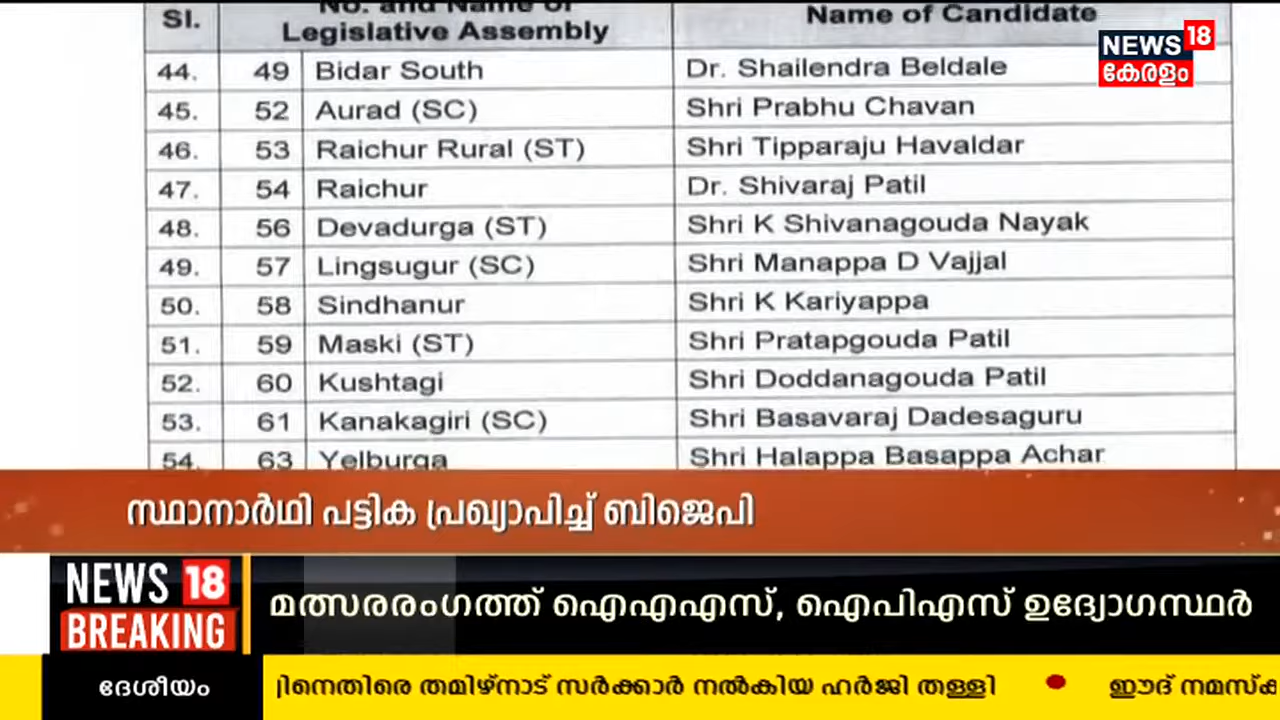 Sl. No. and Name of Legislative Assembly Name of Candidate
NEWS 18
കേരളം
44. 49 Bidar South Dr. Shailendra Beldale
45. 52 Aurad (SC) Shri Prabhu Chavan
46. 53 Raichur Rural (ST) Shri Tipparaju Havaldar
47. 54 Raichur Dr. Shivaraj Patil
48. 56 Devadurga (ST) Shri K Shivanagouda Nayak
49. 57 Lingsugur (SC) Shri Manappa D Vajjal
50. 58 Sindhanur Shri K Kariyappa
51. 59 Maski (ST) Shri Pratapgouda Patil
52. 60 Kushtagi Shri Doddanagouda Patil
53. 61 Kanakagiri (SC) Shri Basavaraj Dadesaguru
54. 63 Yelburga Shri Halappa Basappa Achar
സ്ഥാനാർഥി പട്ടിക പ്രഖ്യാപിച്ച് ബിജെപി
NEWS 18
BREAKING
മത്സരരംഗത്ത് ഐഎഎസ്, ഐപിഎസ് ഉദ്യോഗസ്ഥർ
ദേശീയം
തമിഴ്നാട് സർക്കാർ നൽകിയ ഹർജി തള്ളി ഈദ്